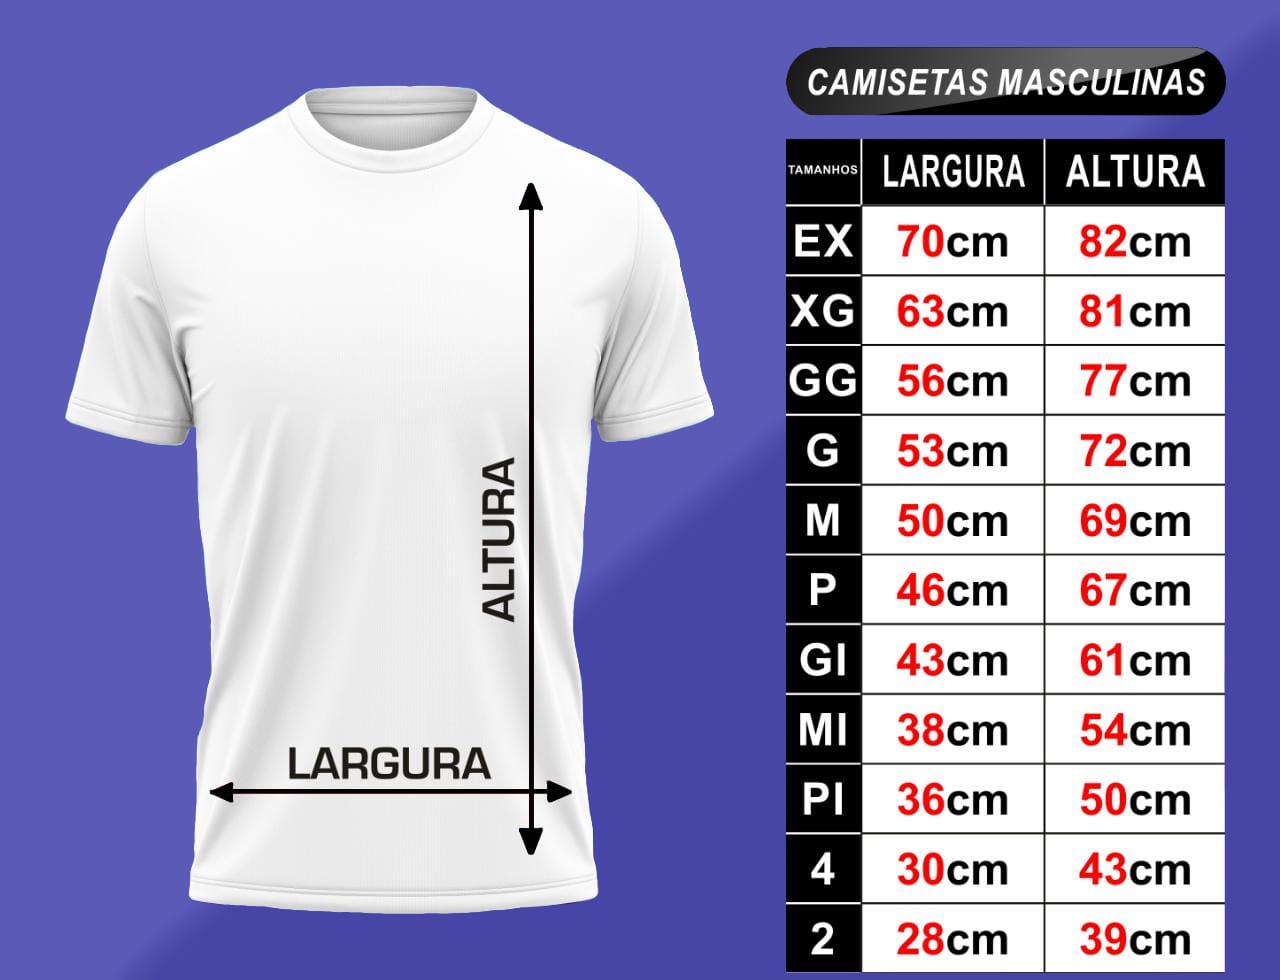 CAMISETAS MASCULINAS
TAMANHOS LARGURA ALTURA
EX 70cm 82cm
XG 63cm 81cm
GG 56cm 77cm
G 53cm 72cm
M 50cm 69cm
P 46cm 67cm
GI 43cm 61cm
MI 38cm 54cm
PI 36cm 50cm
4 30cm 43cm
2 28cm 39cm
ALTURA
LARGURA